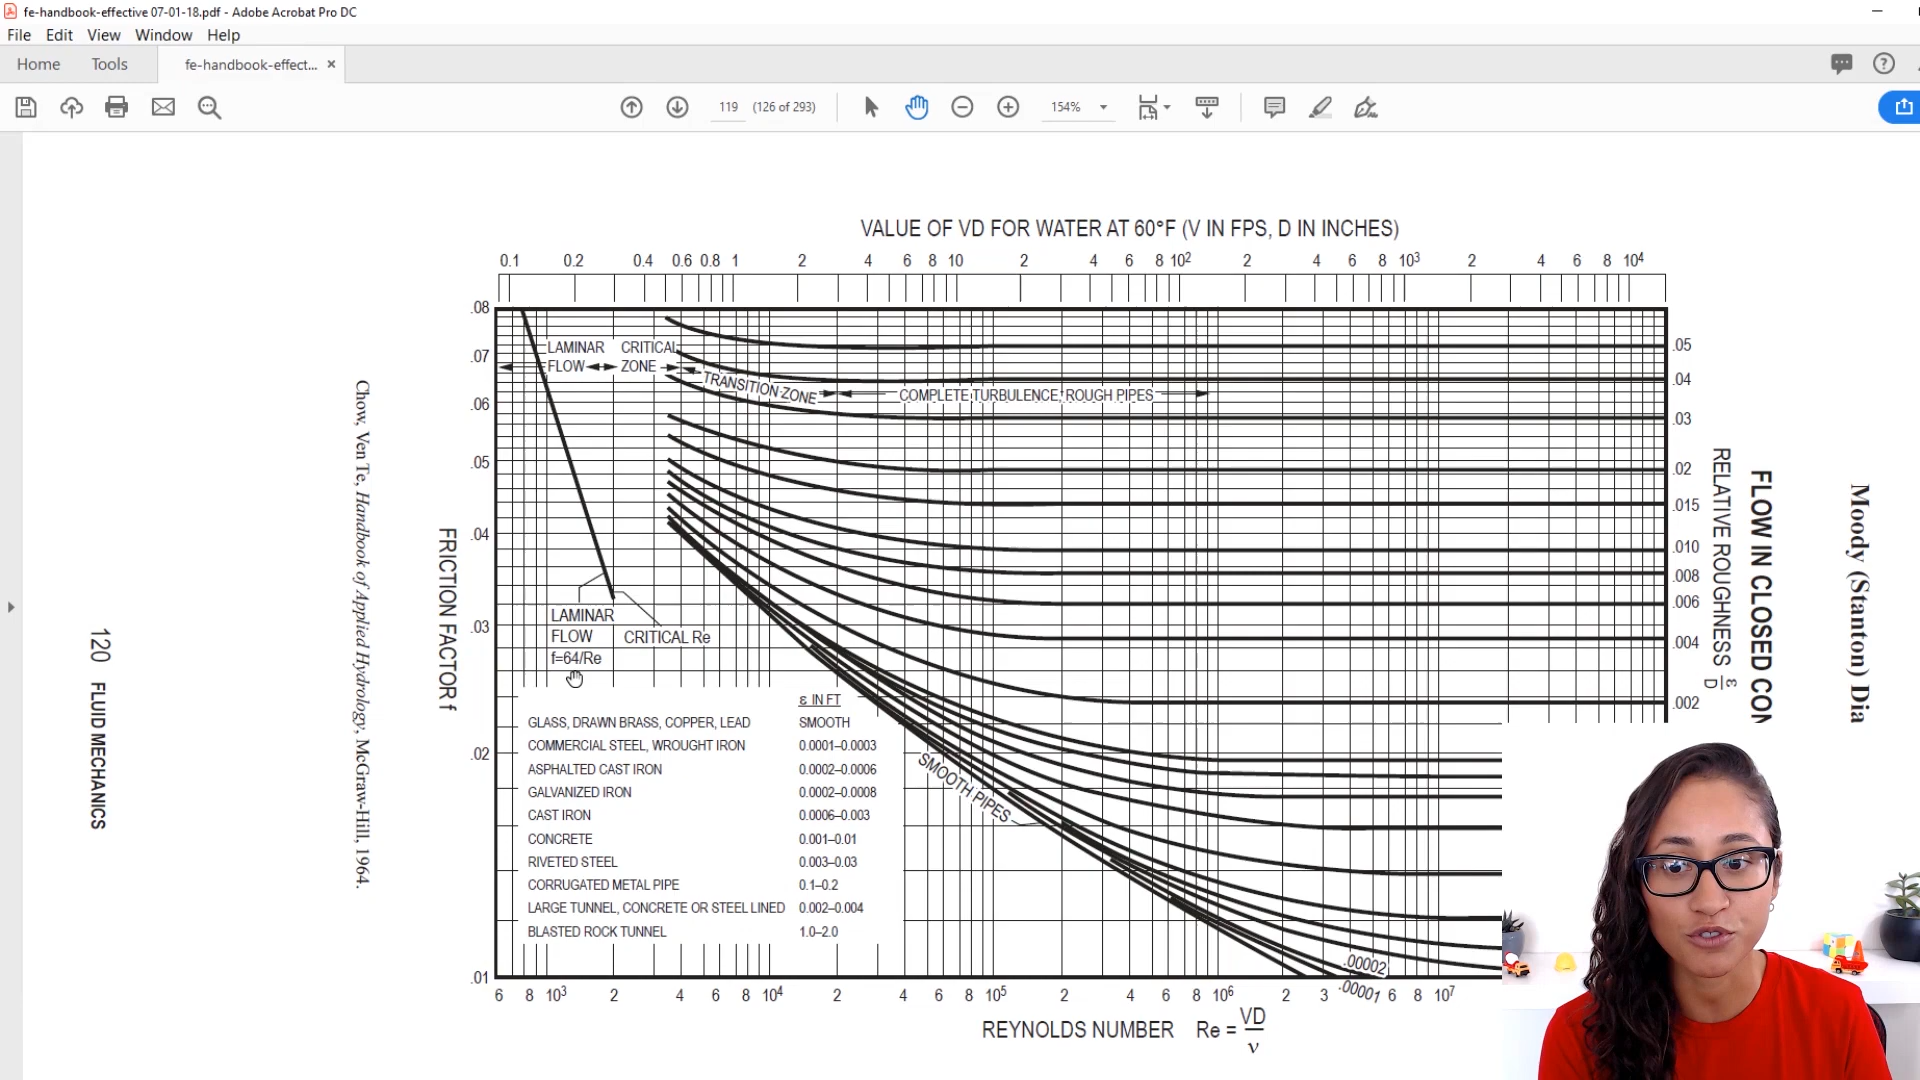 fe-handbook-effective 07-01-18.pdf - Adobe Acrobat Pro DC
File Edit View Window Help
Home Tools fe-handbook-effect... ×
119 (126 of 293) 154%
VALUE OF VD FOR WATER AT 60°F (V IN FPS, D IN INCHES)
0.1 0.2 0.4 0.6 0.8 1 2 4 6 8 10 2 4 6 8 10² 2 4 6 8 10³ 2 4 6 8 10⁴
.08
.07
.06
.05
.04
.03
.02
.01
FRICTION FACTOR f
LAMINAR FLOW
CRITICAL ZONE
TRANSITION ZONE
COMPLETE TURBULENCE, ROUGH PIPES
LAMINAR
FLOW
f=64/Re
CRITICAL Re
SMOOTH PIPES
ε IN FT
GLASS, DRAWN BRASS, COPPER, LEAD SMOOTH
COMMERCIAL STEEL, WROUGHT IRON 0.0001–0.0003
ASPHALTED CAST IRON 0.0002–0.0006
GALVANIZED IRON 0.0002–0.0008
CAST IRON 0.0006–0.003
CONCRETE 0.001–0.01
RIVETED STEEL 0.003–0.03
CORRUGATED METAL PIPE 0.1–0.2
LARGE TUNNEL, CONCRETE OR STEEL LINED 0.002–0.004
BLASTED ROCK TUNNEL 1.0–2.0
.05
.04
.03
.02
.015
.010
.008
.006
.004
.002
RELATIVE ROUGHNESS ε/D
.00002
.00001
6 8 10³ 2 4 6 8 10⁴ 2 4 6 8 10⁵ 2 4 6 8 10⁶ 2 3 6 8 10⁷
REYNOLDS NUMBER Re = VD/ν
FLOW IN CLOSED CON
Moody (Stanton) Dia
Chow, Ven Te, Handbook of Applied Hydrology, McGraw-Hill, 1964.
120 FLUID MECHANICS